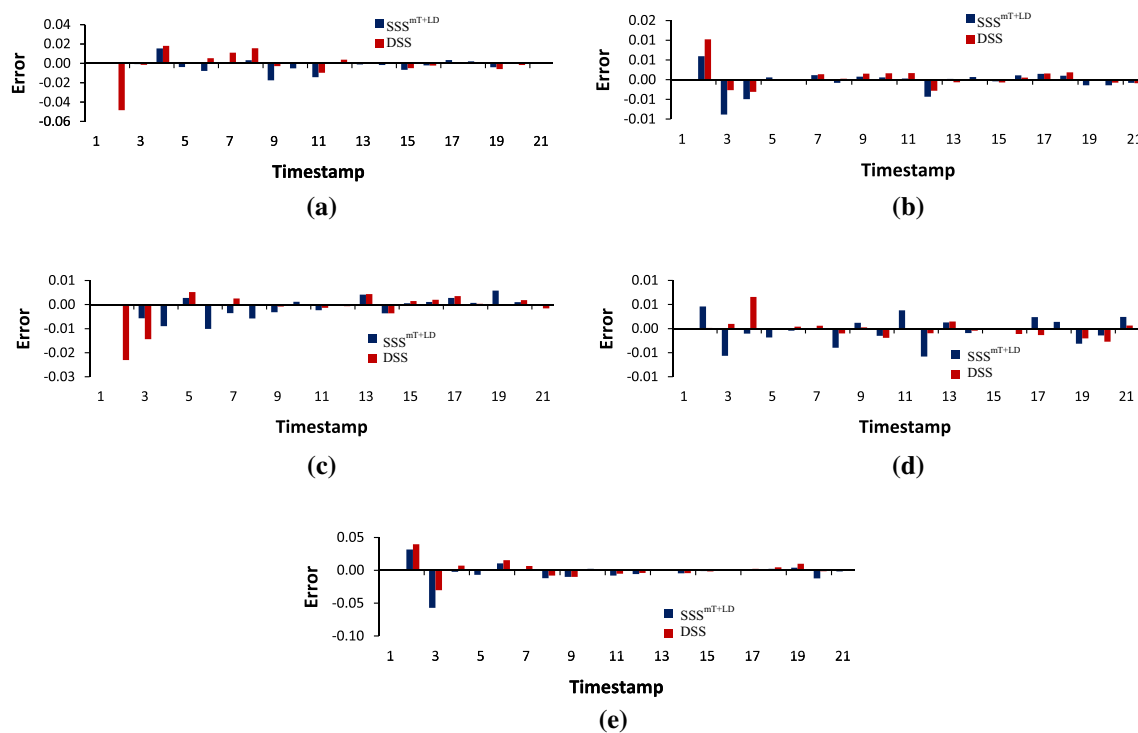 0.04
0.02
0.00
-0.02
-0.04
-0.06
Error
SSS^mT+LD
DSS
1 3 5 7 9 11 13 15 17 19 21
Timestamp
(a)
0.02
0.01
0.01
0.00
-0.01
-0.01
Error
SSS^mT+LD
DSS
1 3 5 7 9 11 13 15 17 19 21
Timestamp
(b)
0.01
0.00
-0.01
-0.02
-0.03
Error
SSS^mT+LD
DSS
1 3 5 7 9 11 13 15 17 19 21
Timestamp
(c)
0.01
0.01
0.00
-0.01
-0.01
Error
SSS^mT+LD
DSS
1 3 5 7 9 11 13 15 17 19 21
Timestamp
(d)
0.05
0.00
-0.05
-0.10
Error
SSS^mT+LD
DSS
1 3 5 7 9 11 13 15 17 19 21
Timestamp
(e)